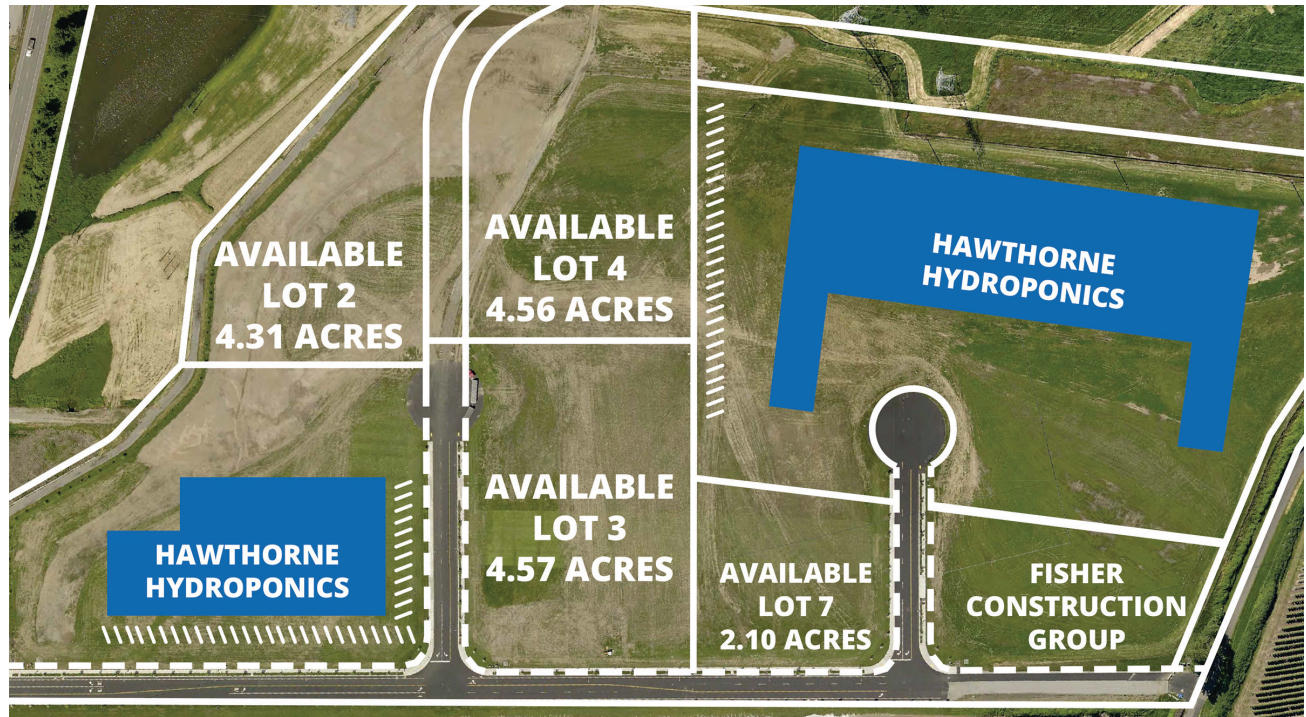 AVAILABLE
LOT 2
4.31 ACRES
AVAILABLE
LOT 4
4.56 ACRES
HAWTHORNE
HYDROPONICS
HAWTHORNE
HYDROPONICS
AVAILABLE
LOT 3
4.57 ACRES
AVAILABLE
LOT 7
2.10 ACRES
FISHER
CONSTRUCTION
GROUP